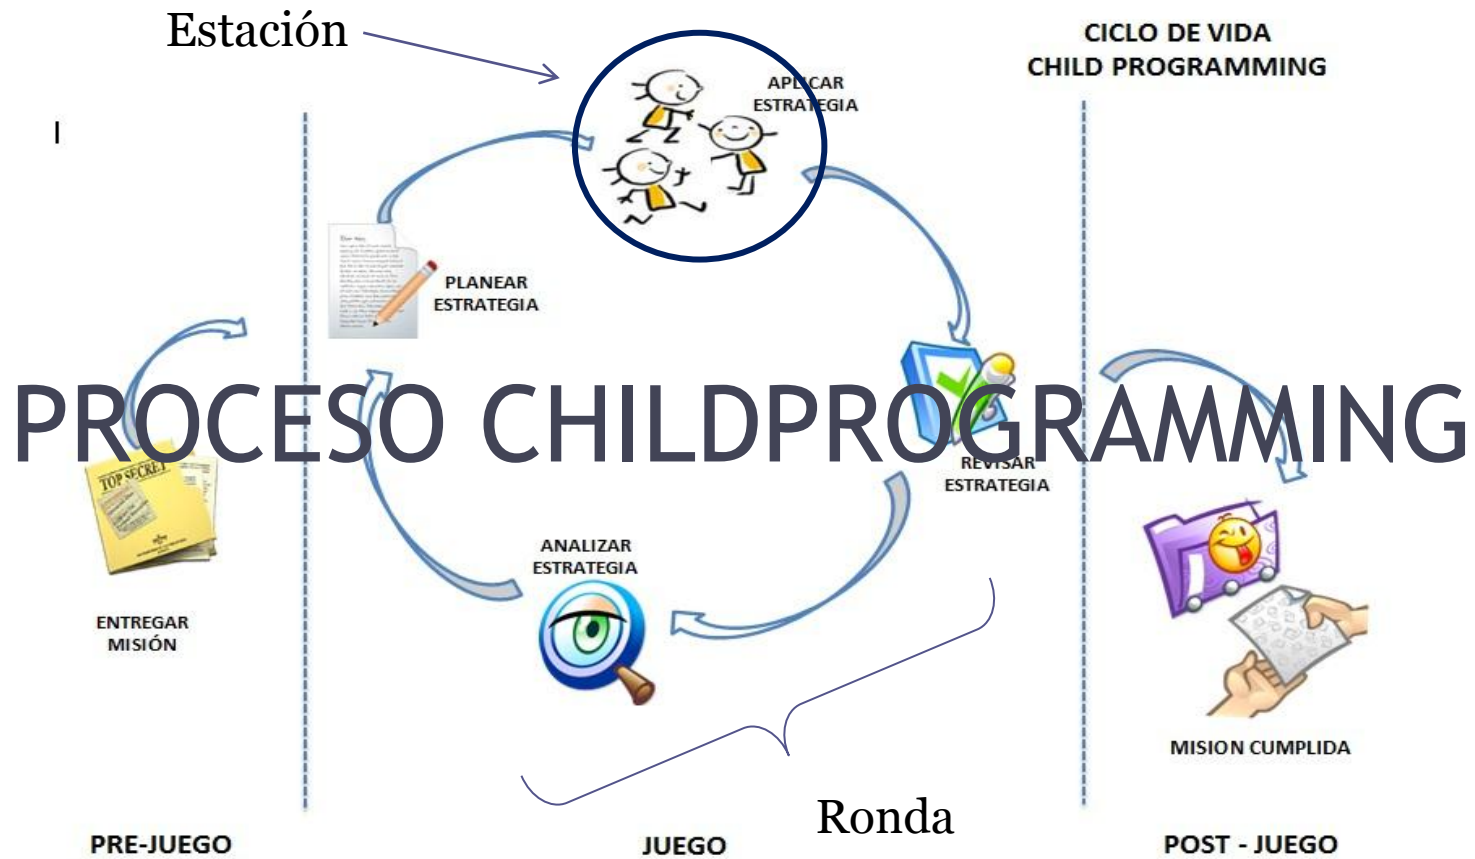 Estación
CICLO DE VIDA
CHILD PROGRAMMING
I
APLICAR
ESTRATEGIA
PLANEAR
ESTRATEGIA
PROCESO CHILDPROGRAMMING
TOP SECRET
REVISAR
ESTRATEGIA
ANALIZAR
ESTRATEGIA
ENTREGAR
MISIÓN
MISION CUMPLIDA
Ronda
PRE-JUEGO
JUEGO
POST - JUEGO